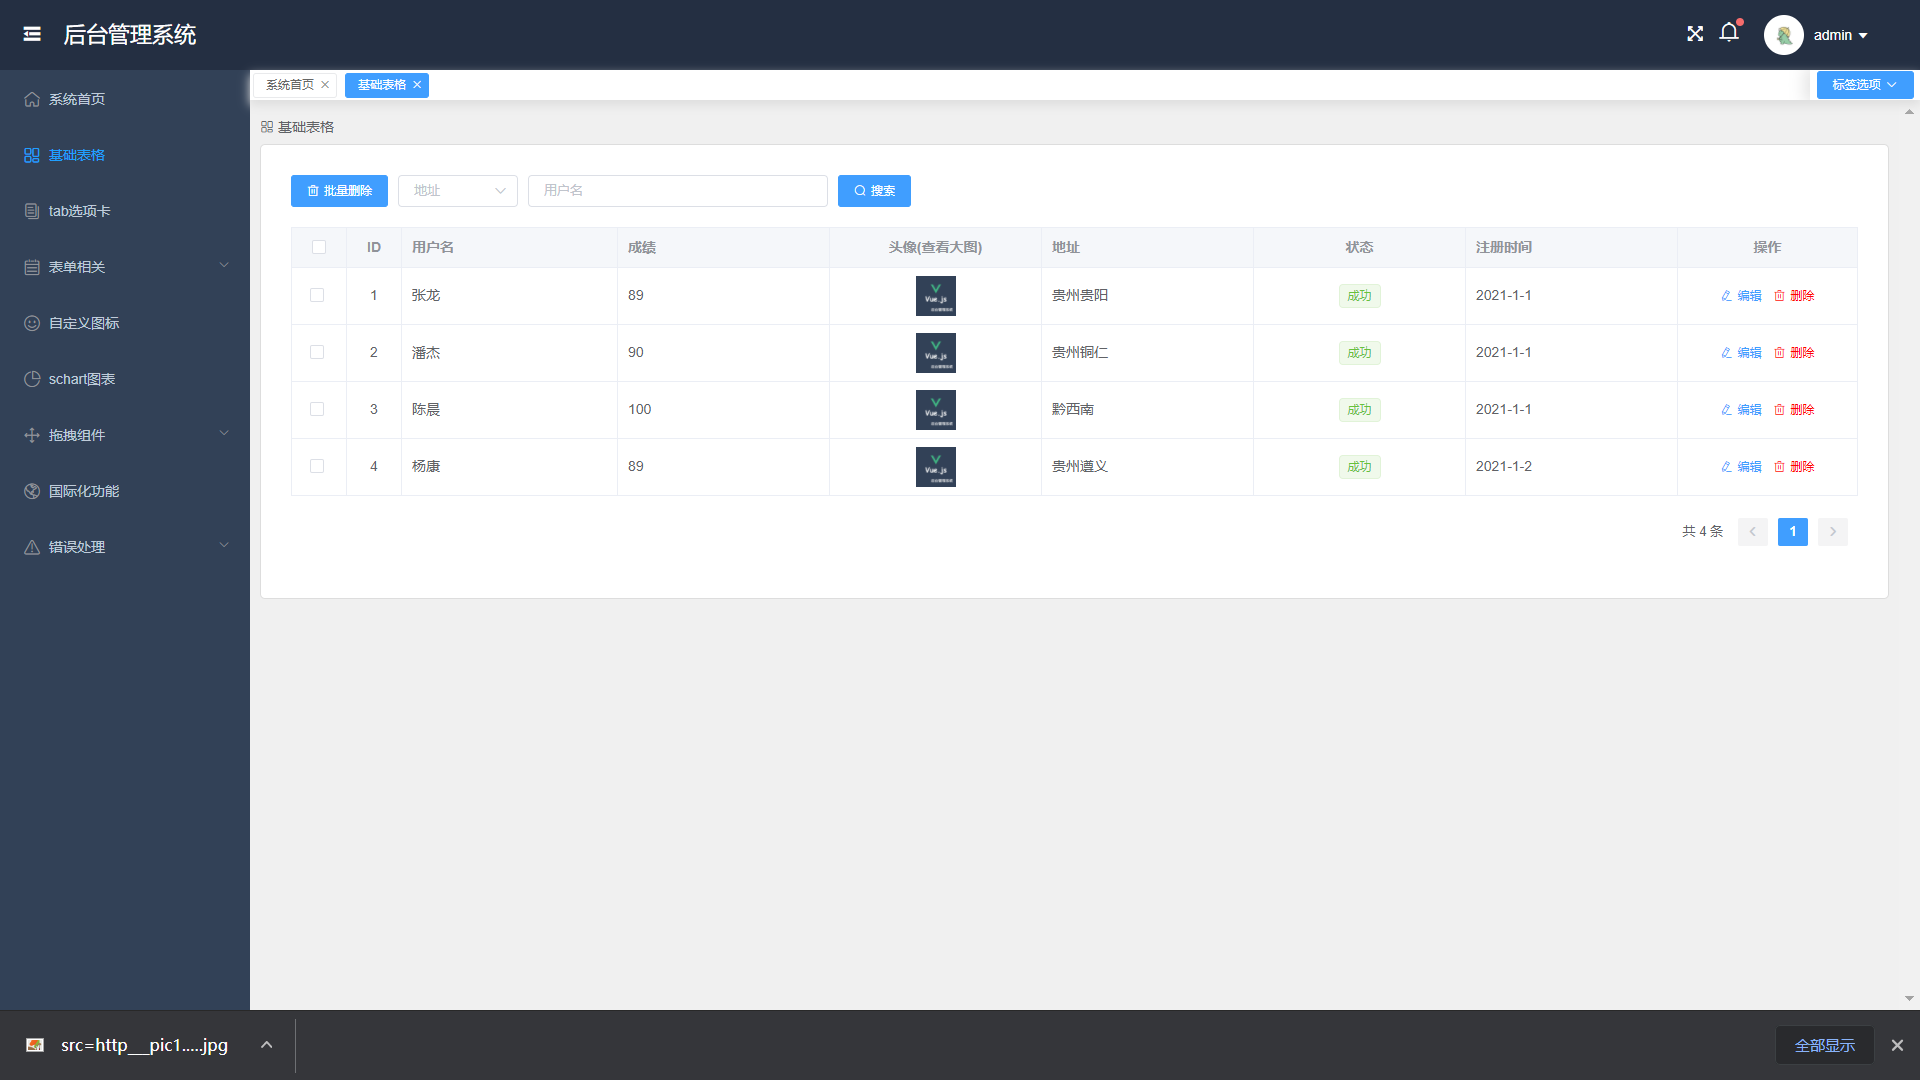 后台管理系统
admin
系统首页
基础表格
tab选项卡
表单相关
自定义图标
schart图表
拖拽组件
国际化功能
错误处理
系统首页 基础表格 标签选项
基础表格
批量删除 地址 用户名 搜索
ID 用户名 成绩 头像(查看大图) 地址 状态 注册时间 操作
1 张龙 89 Vue.js 贵州贵阳 成功 2021-1-1 编辑 删除
2 潘杰 90 Vue.js 贵州铜仁 成功 2021-1-1 编辑 删除
3 陈晨 100 Vue.js 黔西南 成功 2021-1-1 编辑 删除
4 杨康 89 Vue.js 贵州遵义 成功 2021-1-2 编辑 删除
共 4 条 1
src=http___pic1.....jpg 全部显示